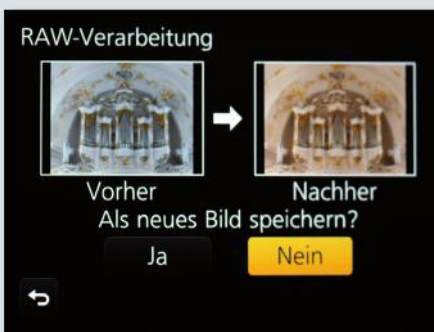 RAW-Verarbeitung
Vorher Nachher
Als neues Bild speichern?
Ja Nein